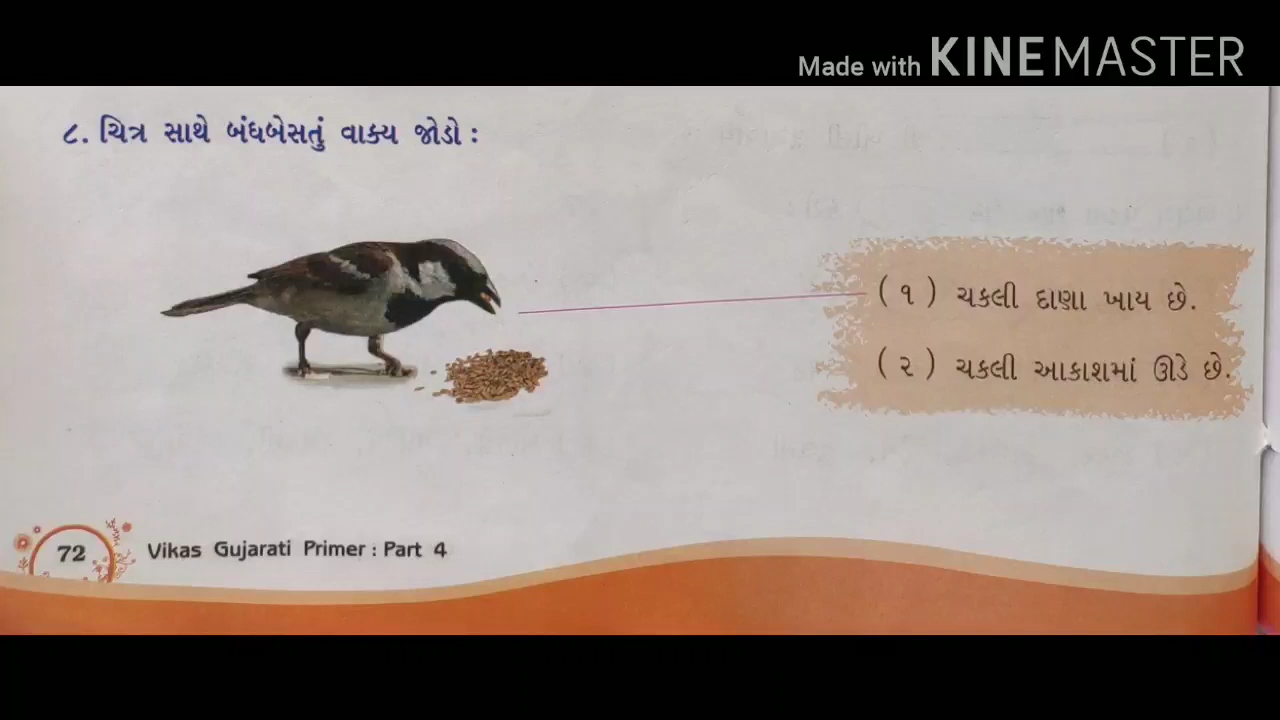 Made with KINEMASTER
૮. ચિત્ર સાથે બંધબેસતું વાક્ય જોડો :
( ૧ ) ચકલી દાણા ખાય છે.
( ૨ ) ચકલી આકાશમાં ઊડે છે.
72 Vikas Gujarati Primer : Part 4